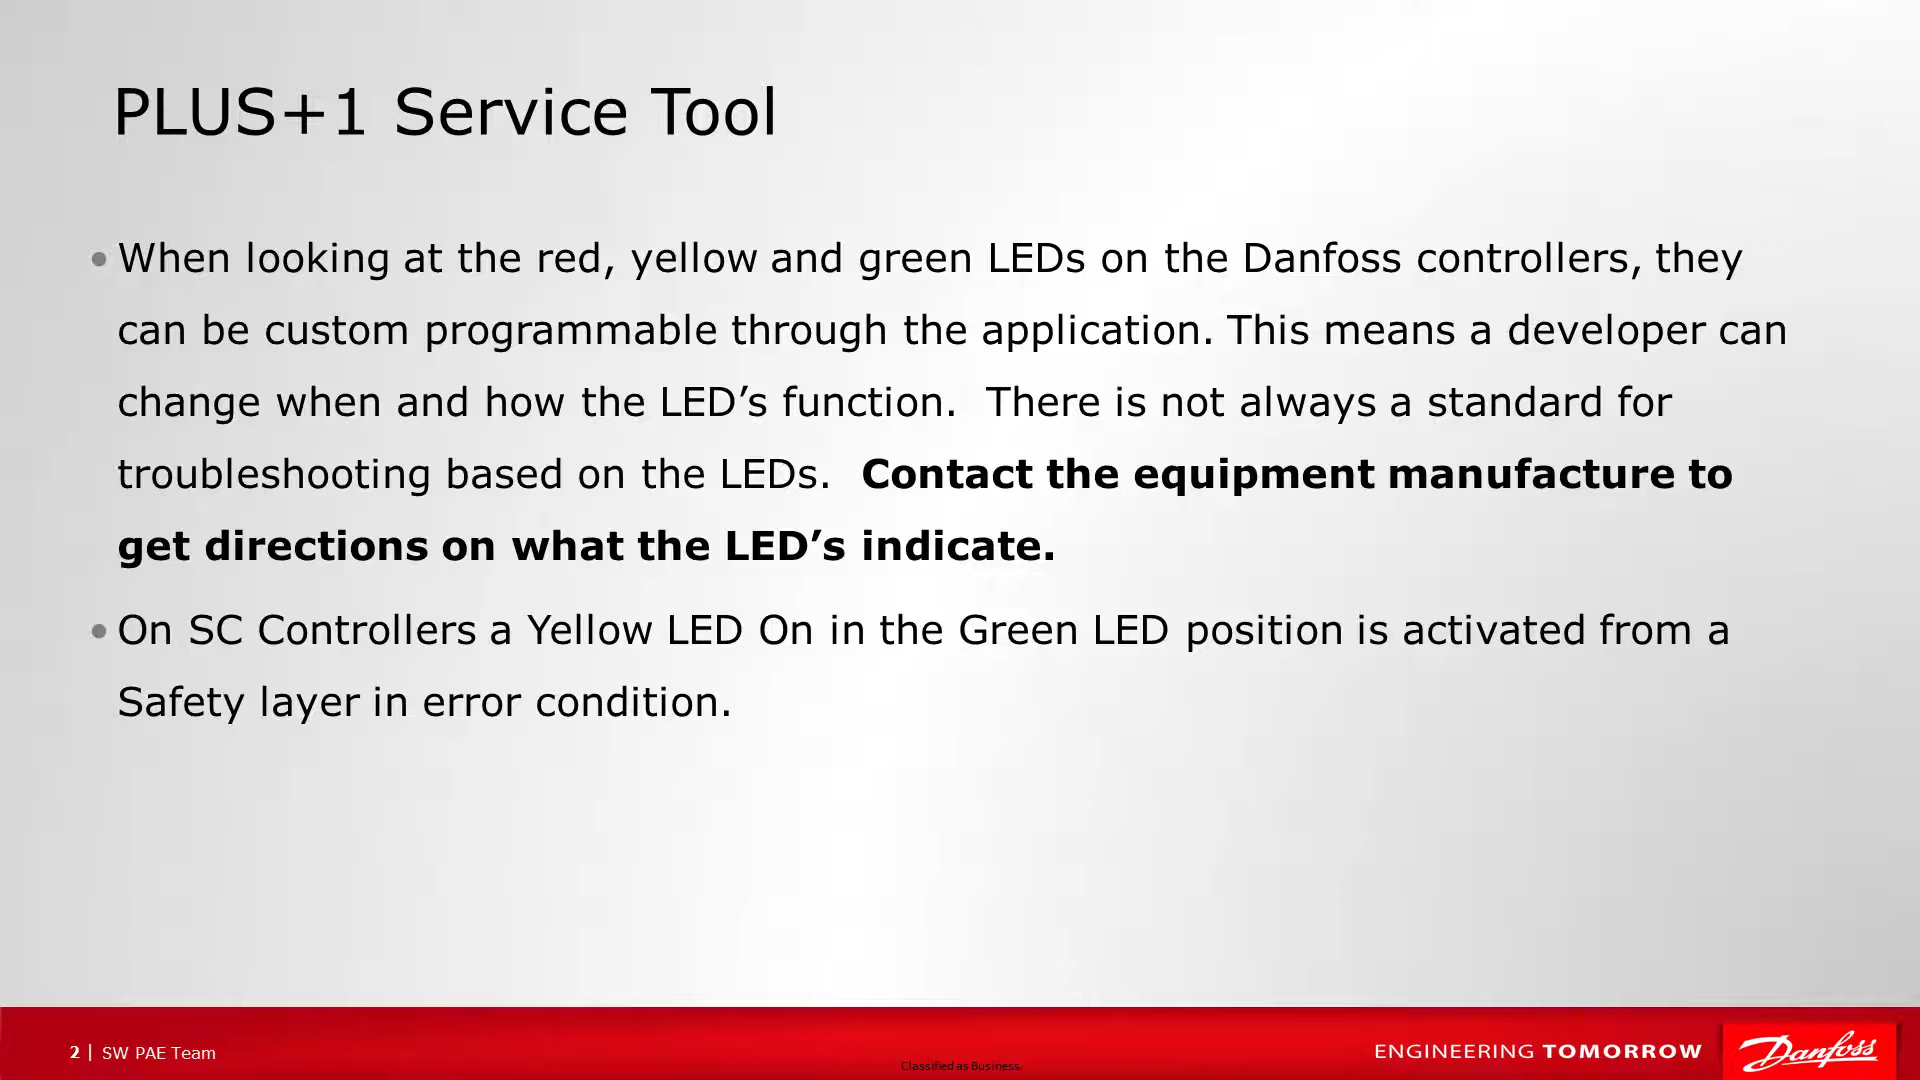 PLUS+1 Service Tool
• When looking at the red, yellow and green LEDs on the Danfoss controllers, they
can be custom programmable through the application. This means a developer can
change when and how the LED’s function.  There is not always a standard for
troubleshooting based on the LEDs.  Contact the equipment manufacture to
get directions on what the LED’s indicate.
• On SC Controllers a Yellow LED On in the Green LED position is activated from a
Safety layer in error condition.
2 | SW PAE Team
Classified as Business
ENGINEERING TOMORROW
Danfoss